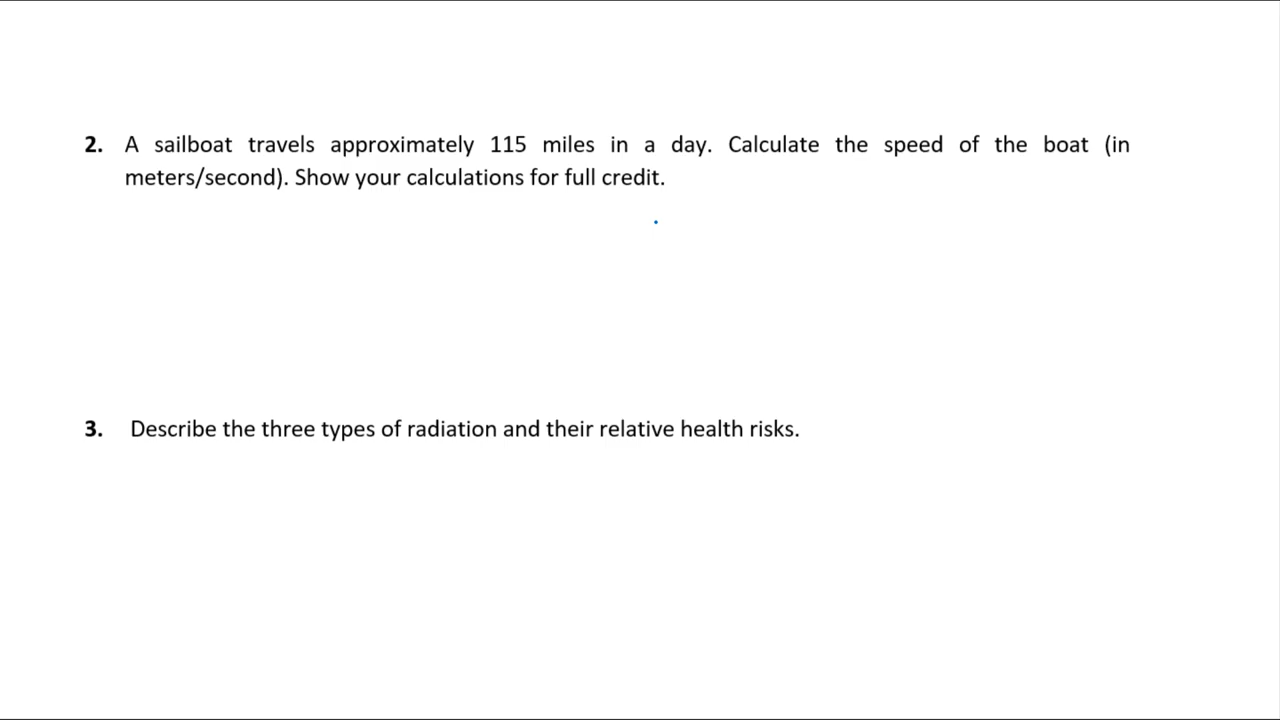 2. A sailboat travels approximately 115 miles in a day. Calculate the speed of the boat (in
meters/second). Show your calculations for full credit.
3. Describe the three types of radiation and their relative health risks.